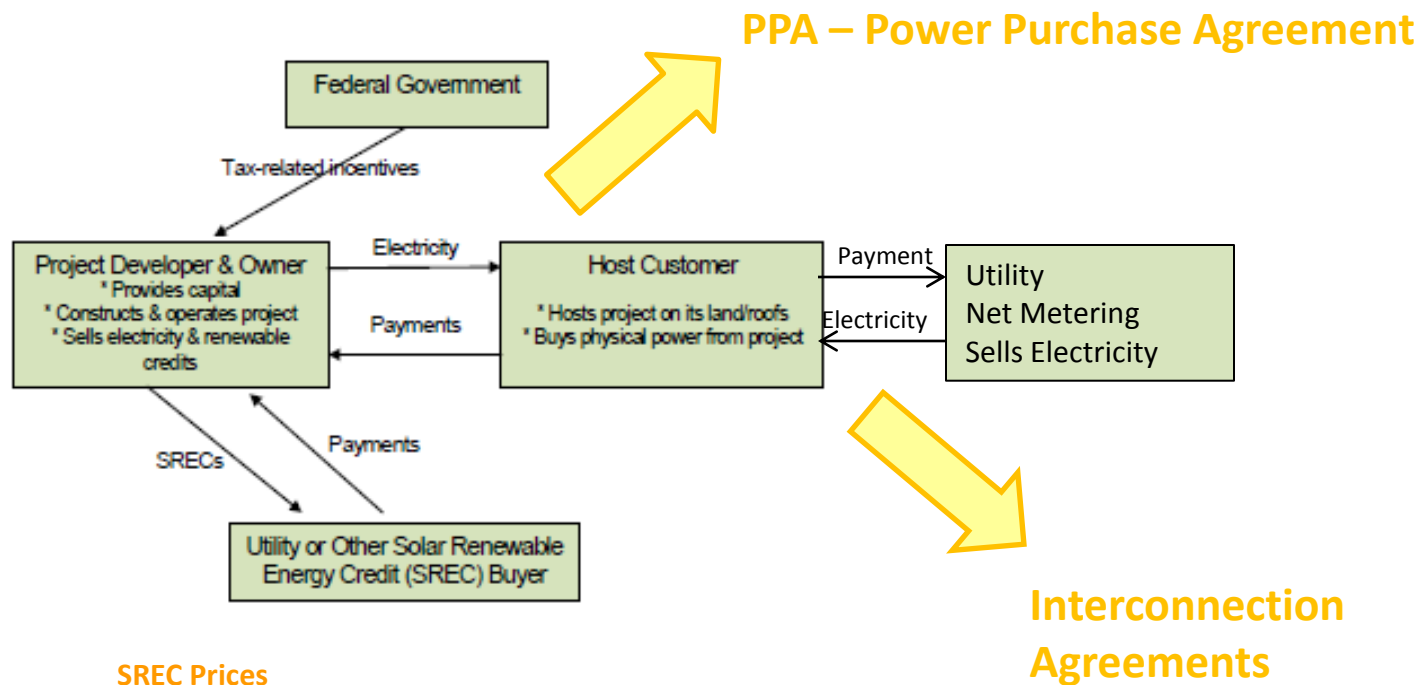 PPA – Power Purchase Agreement
Federal Government
Tax-related incentives
Project Developer & Owner
* Provides capital
* Constructs & operates project
* Sells electricity & renewable
credits
Electricity
Payments
Host Customer
* Hosts project on its land/roofs
* Buys physical power from project
Payment
Electricity
Utility
Net Metering
Sells Electricity
SRECs
Payments
Utility or Other Solar Renewable
Energy Credit (SREC) Buyer
Interconnection
Agreements
SREC Prices